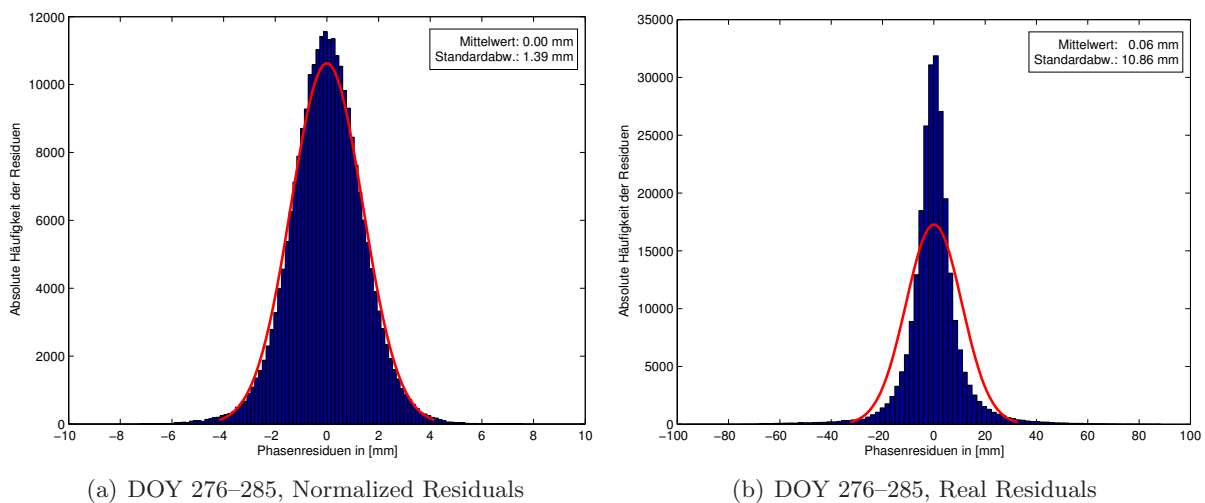 12000
10000
8000
6000
4000
2000
0
Absolute Häufigkeit der Residuen
Mittelwert: 0.00 mm
Standardabw.: 1.39 mm
−10 −8 −6 −4 −2 0 2 4 6 8 10
Phasenresiduen in [mm]
(a) DOY 276–285, Normalized Residuals
35000
30000
25000
20000
15000
10000
5000
0
Absolute Häufigkeit der Residuen
Mittelwert: 0.06 mm
Standardabw.: 10.86 mm
−100 −80 −60 −40 −20 0 20 40 60 80 100
Phasenresiduen in [mm]
(b) DOY 276–285, Real Residuals